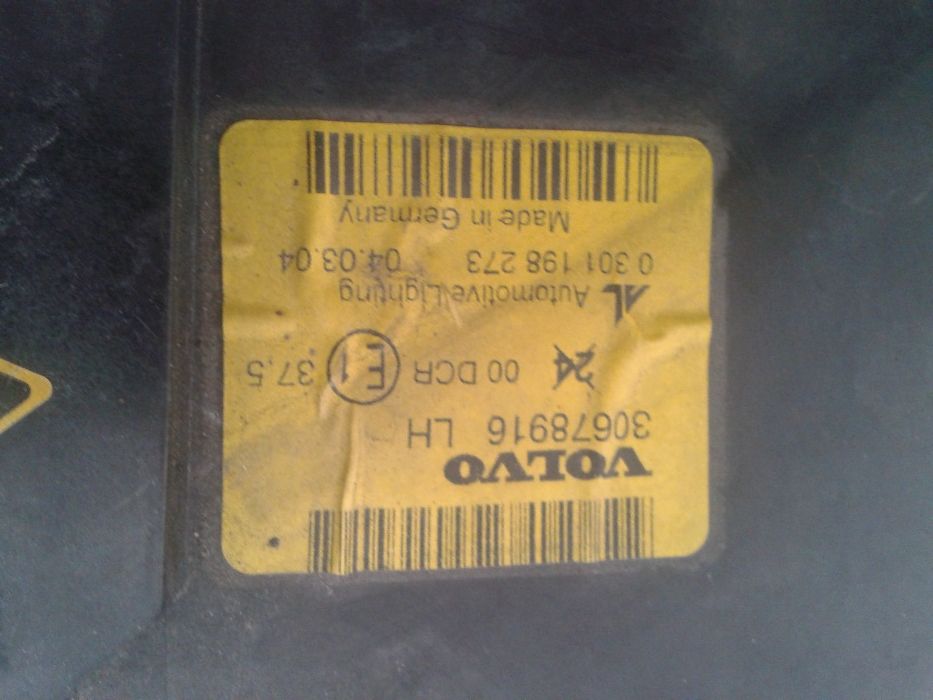 VOLVO
30678916 LH
24 00 DCR E1 37.5
AL Automotive Lighting
0 301 198 273 04.03.04
Made in Germany